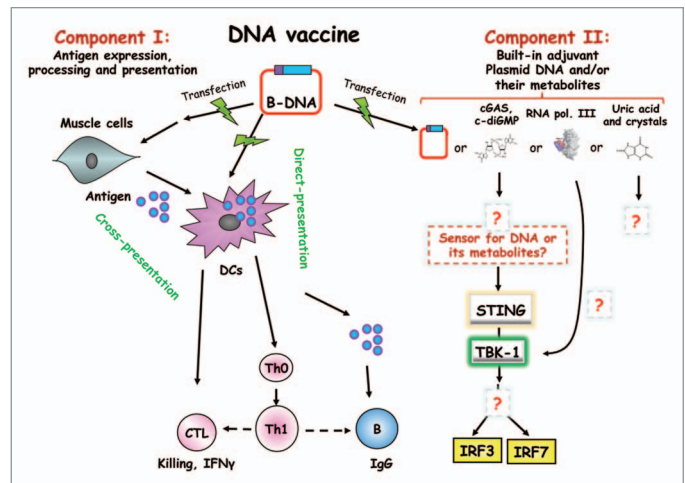 DNA vaccine
Component I:
Antigen expression,
processing and presentation
B-DNA
Transfection
Muscle cells
Antigen
Cross-presentation
Direct-presentation
DCs
Th0
CTL
Th1
B
Killing, IFNγ
IgG
Component II:
Built-in adjuvant
Plasmid DNA and/or
their metabolites
Transfection
cGAS,
c-diGMP
RNA pol. III
Uric acid
and crystals
or
or
or
?
?
Sensor for DNA or
its metabolites?
STING
?
TBK-1
?
IRF3
IRF7